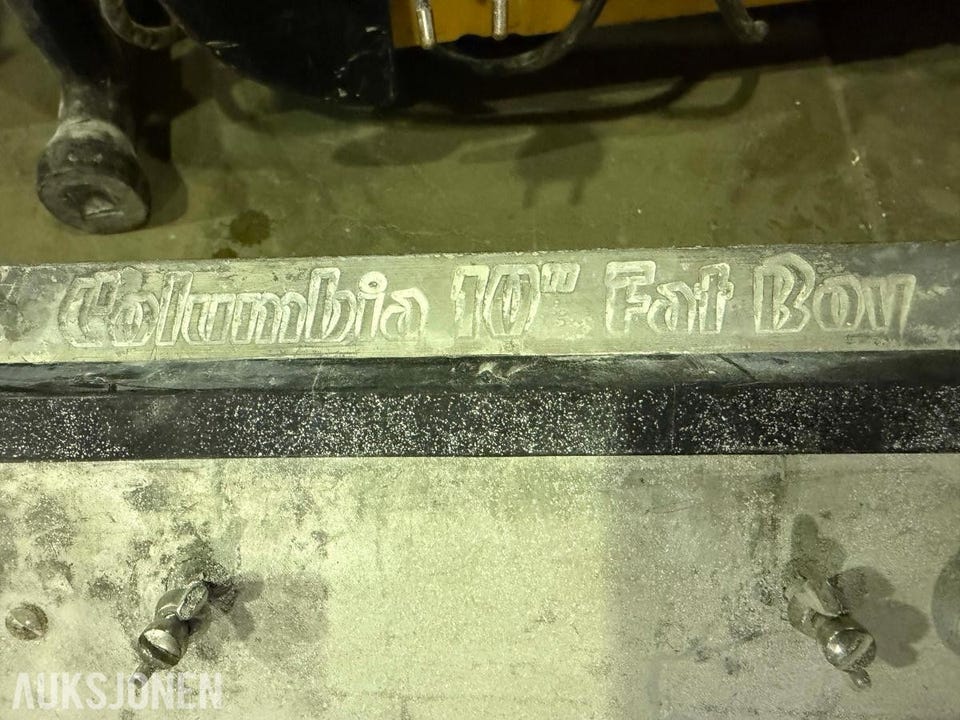 Columbia 10" Fat Boy
AUKSJONEN